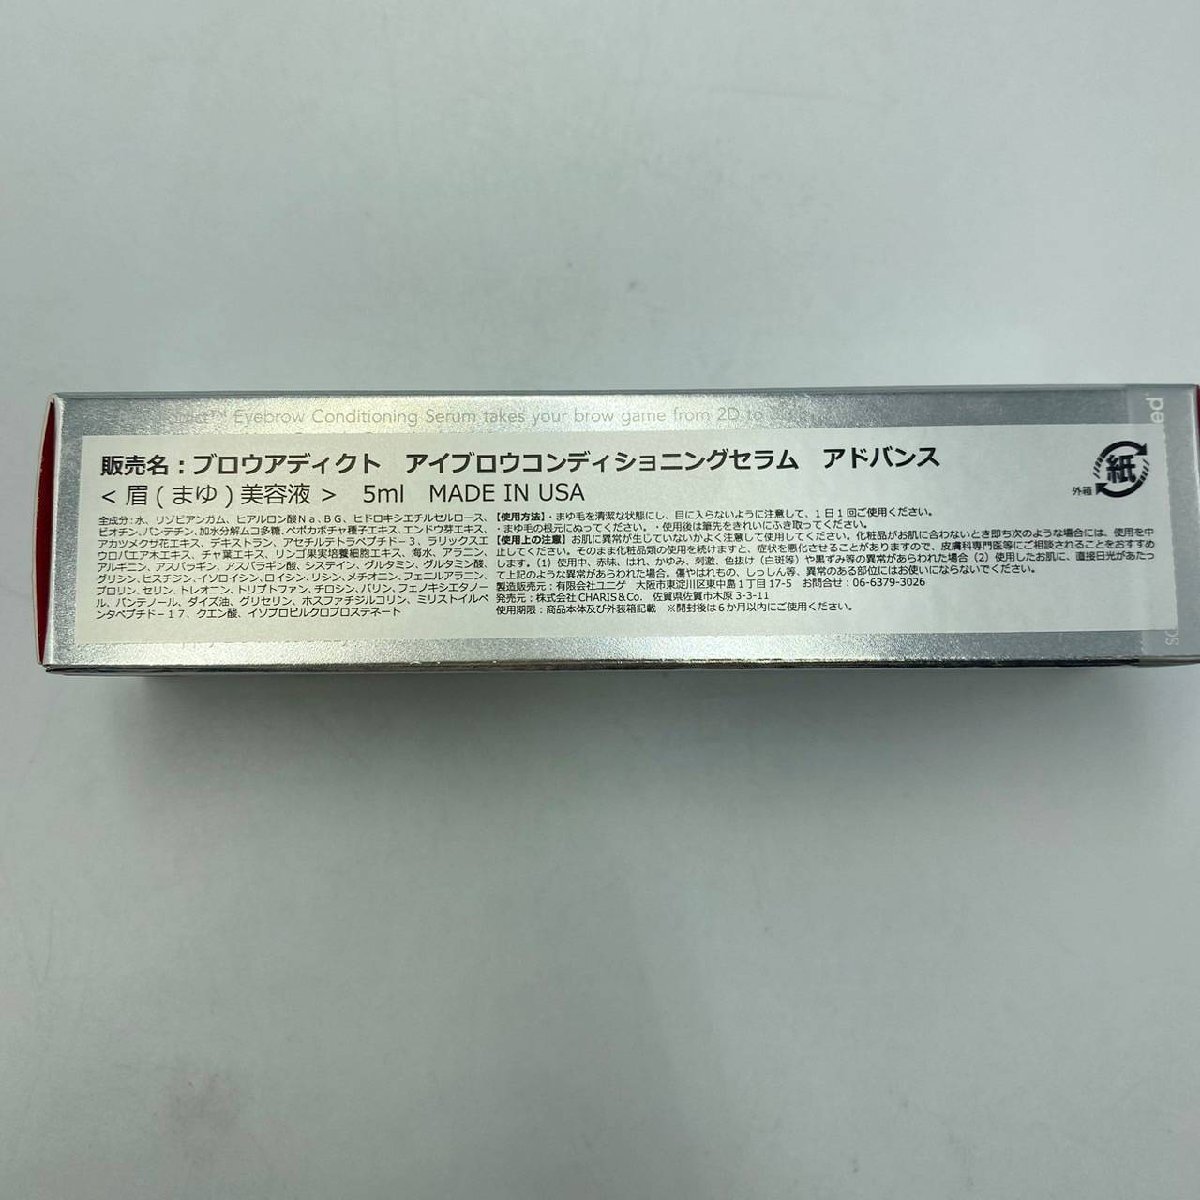 ™ Eyebrow Conditioning Serum takes your brow game from 2D to
販売名：ブロウアディクト　アイブロウコンディショニングセラム　アドバンス
＜ 眉 ( まゆ ) 美容液 ＞　5ml　MADE IN USA
紙
外箱
全成分：水、リゾビアンガム、ヒアルロン酸Ｎa、ＢＧ、ヒドロキシエチルセルロース、
ビオチン、パンテチン、加水分解ムコ多糖、ペポカボチャ種子エキス、エンドウ芽エキス、
アカツメクサ花エキス、デキストラン、アセチルテトラペプチド－３、ラリックスエ
ウロパエア木エキス、チャ葉エキス、リンゴ果実培養細胞エキス、海水、アラニン、
アルギニン、アスパラギン、アスパラギン酸、システイン、グルタミン、グルタミン酸、
グリシン、ヒスチジン、イソロイシン、ロイシン、リシン、メチオニン、フェニルアラニン、
プロリン、セリン、トレオニン、トリプトファン、チロシン、バリン、フェノキシエタノー
ル、パンテノール、ダイズ油、グリセリン、ホスファチジルコリン、ミリストイルペ
ンタペプチド－１７、クエン酸、イソプロピルクロプロステネート
【使用方法】・まゆ毛を清潔な状態にし、目に入らないように注意して、１日１回ご使用ください。
・まゆ毛の根元にぬってください。・使用後は筆先をきれいにふき取ってください。
【使用上の注意】お肌に異常が生じていないかよく注意して使用してください。化粧品がお肌に合わないとき即ち次のような場合には、使用を中
止してください。そのまま化粧品類の使用を続けますと、症状を悪化させることがありますので、皮膚科専門医等にご相談されることをおすすめ
します。（1）使用中、赤味、はれ、かゆみ、刺激、色抜け（白斑等）や黒ずみ等の異常があらわれた場合（2）使用したお肌に、直接日光があたっ
て上記のような異常があらわれた場合。傷やはれもの、しっしん等、異常のある部位にはお使いにならないでください。
製造販売元：有限会社ユニゲ　大阪市東淀川区東中島１丁目 17-5　お問合せ：06-6379-3026
発売元：株式会社 CHARiS&Co.　佐賀県佐賀市木原 3-3-11
使用期限：商品本体及び外装箱記載　※開封後は６か月以内にご使用ください。